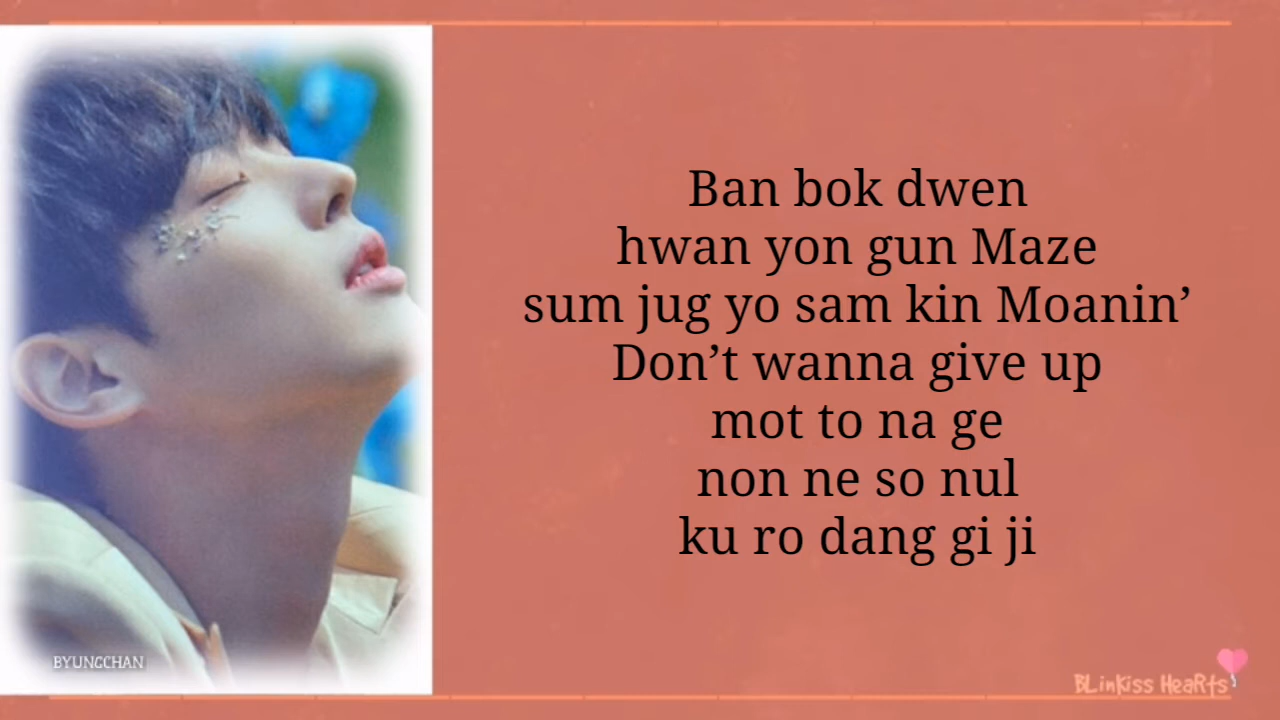 Ban bok dwen
hwan yon gun Maze
sum jug yo sam kin Moanin’
Don’t wanna give up
mot to na ge
non ne so nul
ku ro dang gi ji
BYUNGCHAN
BLinkiss HeaRts